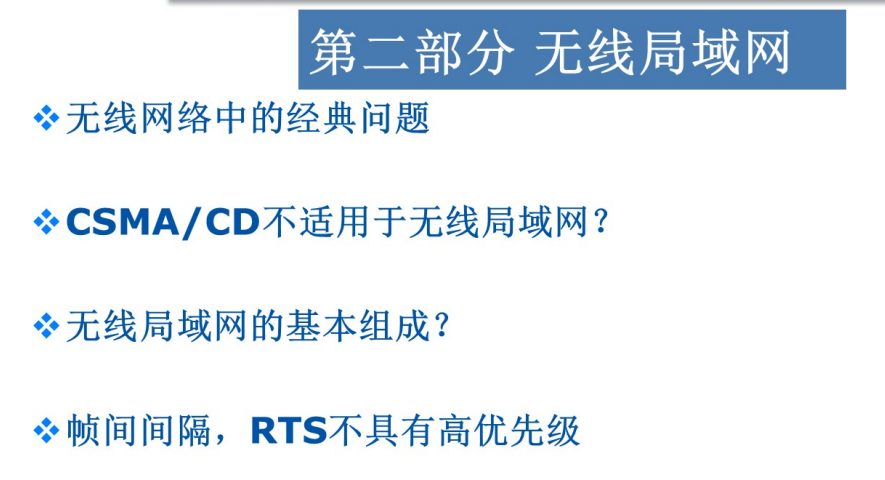 第二部分 无线局域网
无线网络中的经典问题
CSMA/CD不适用于无线局域网？
无线局域网的基本组成？
帧间间隔，RTS不具有高优先级